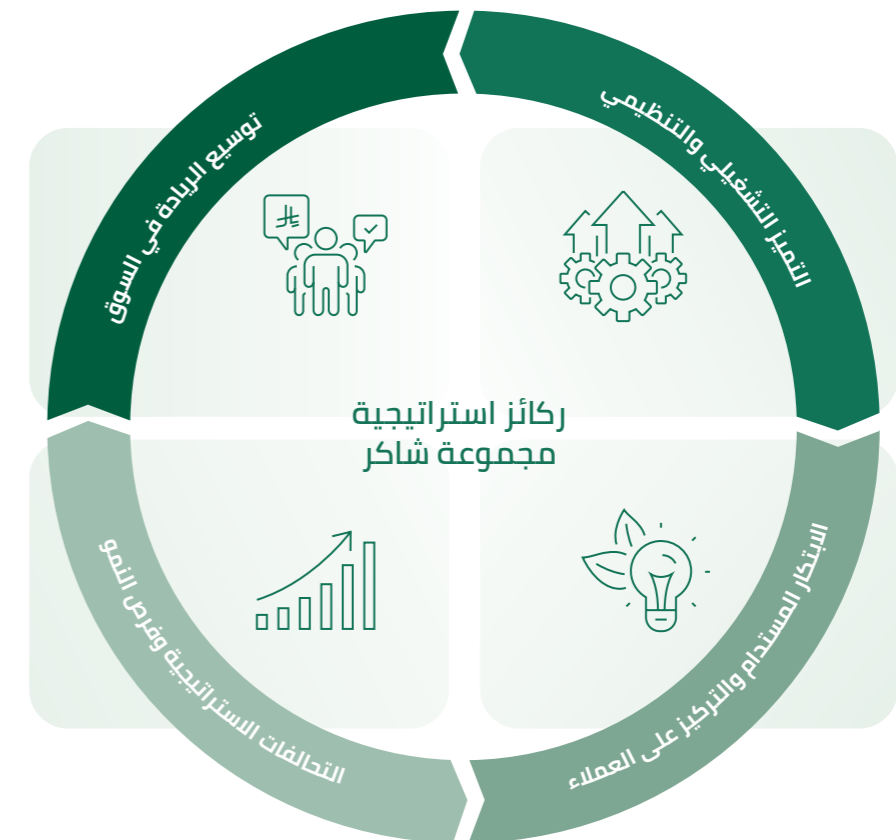 توسيع الريادة في السوق
التميز التشغيلي والتنظيمي
ركائز استراتيجية
مجموعة شاكر
التحالفات الاستراتيجية وفرص النمو
الابتكار المستدام والتركيز على العملاء